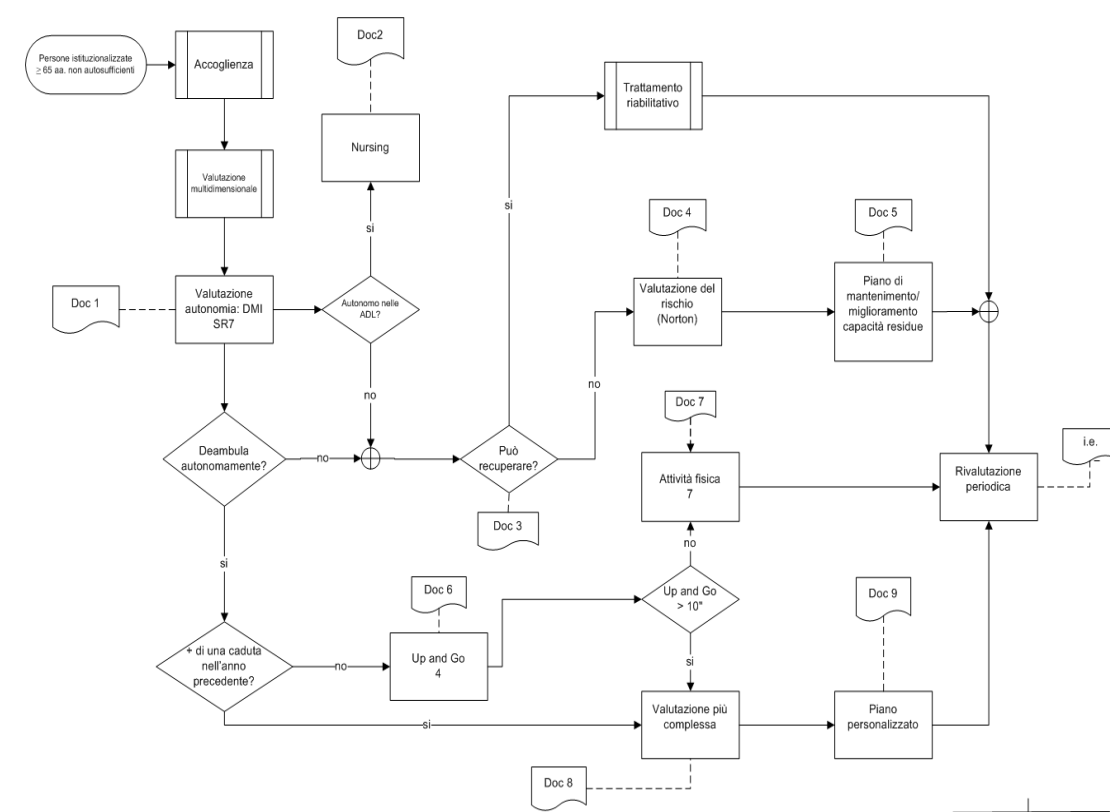 Persone istituzionalizzate
≥ 65 aa. non autosufficienti
Accoglienza
Doc2
Trattamento
riabilitativo
Nursing
Valutazione
multidimensionale
si
si
Doc 4
Doc 5
Doc 1
Valutazione
autonomia: DMI
SR7
Autonomo nelle
ADL?
Valutazione del
rischio
(Norton)
Piano di
mantenimento/
miglioramento
capacità residue
no
no
Doc 7
Deambula
autonomamente?
no
Può
recuperare?
Attività fisica
7
Rivalutazione
periodica
i.e.
Doc 3
si
no
Doc 6
Up and Go
> 10"
Doc 9
+ di una caduta
nell'anno
precedente?
no
Up and Go
4
si
Valutazione più
complessa
Piano
personalizzato
si
Doc 8